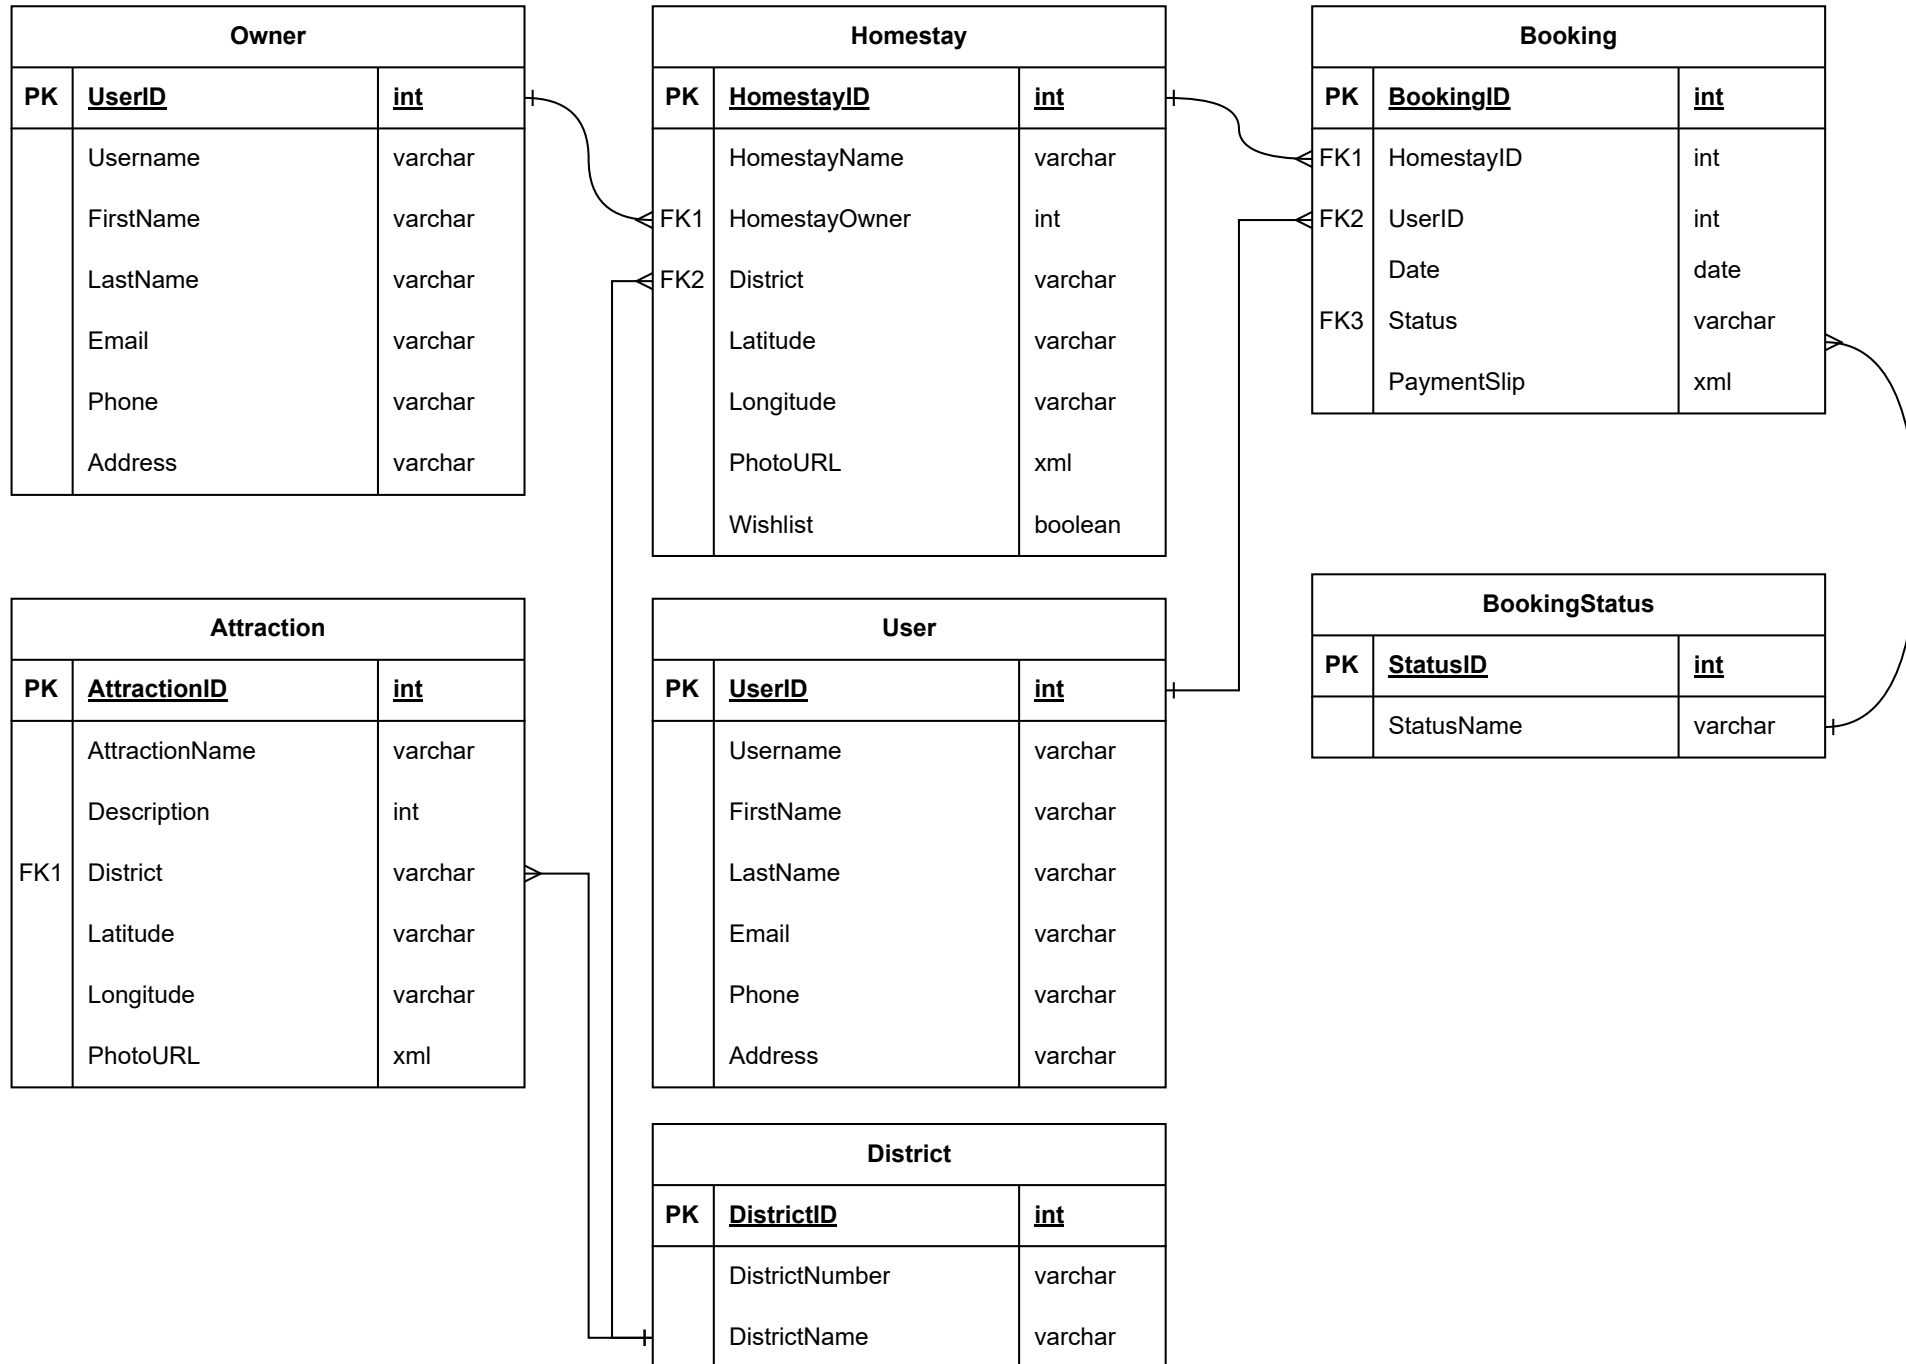 Owner
PK UserID int
Username varchar
FirstName varchar
LastName varchar
Email varchar
Phone varchar
Address varchar
Homestay
PK HomestayID int
HomestayName varchar
FK1 HomestayOwner int
FK2 District varchar
Latitude varchar
Longitude varchar
PhotoURL xml
Wishlist boolean
Booking
PK BookingID int
FK1 HomestayID int
FK2 UserID int
Date date
FK3 Status varchar
PaymentSlip xml
Attraction
PK AttractionID int
AttractionName varchar
Description int
FK1 District varchar
Latitude varchar
Longitude varchar
PhotoURL xml
User
PK UserID int
Username varchar
FirstName varchar
LastName varchar
Email varchar
Phone varchar
Address varchar
BookingStatus
PK StatusID int
StatusName varchar
District
PK DistrictID int
DistrictNumber varchar
DistrictName varchar